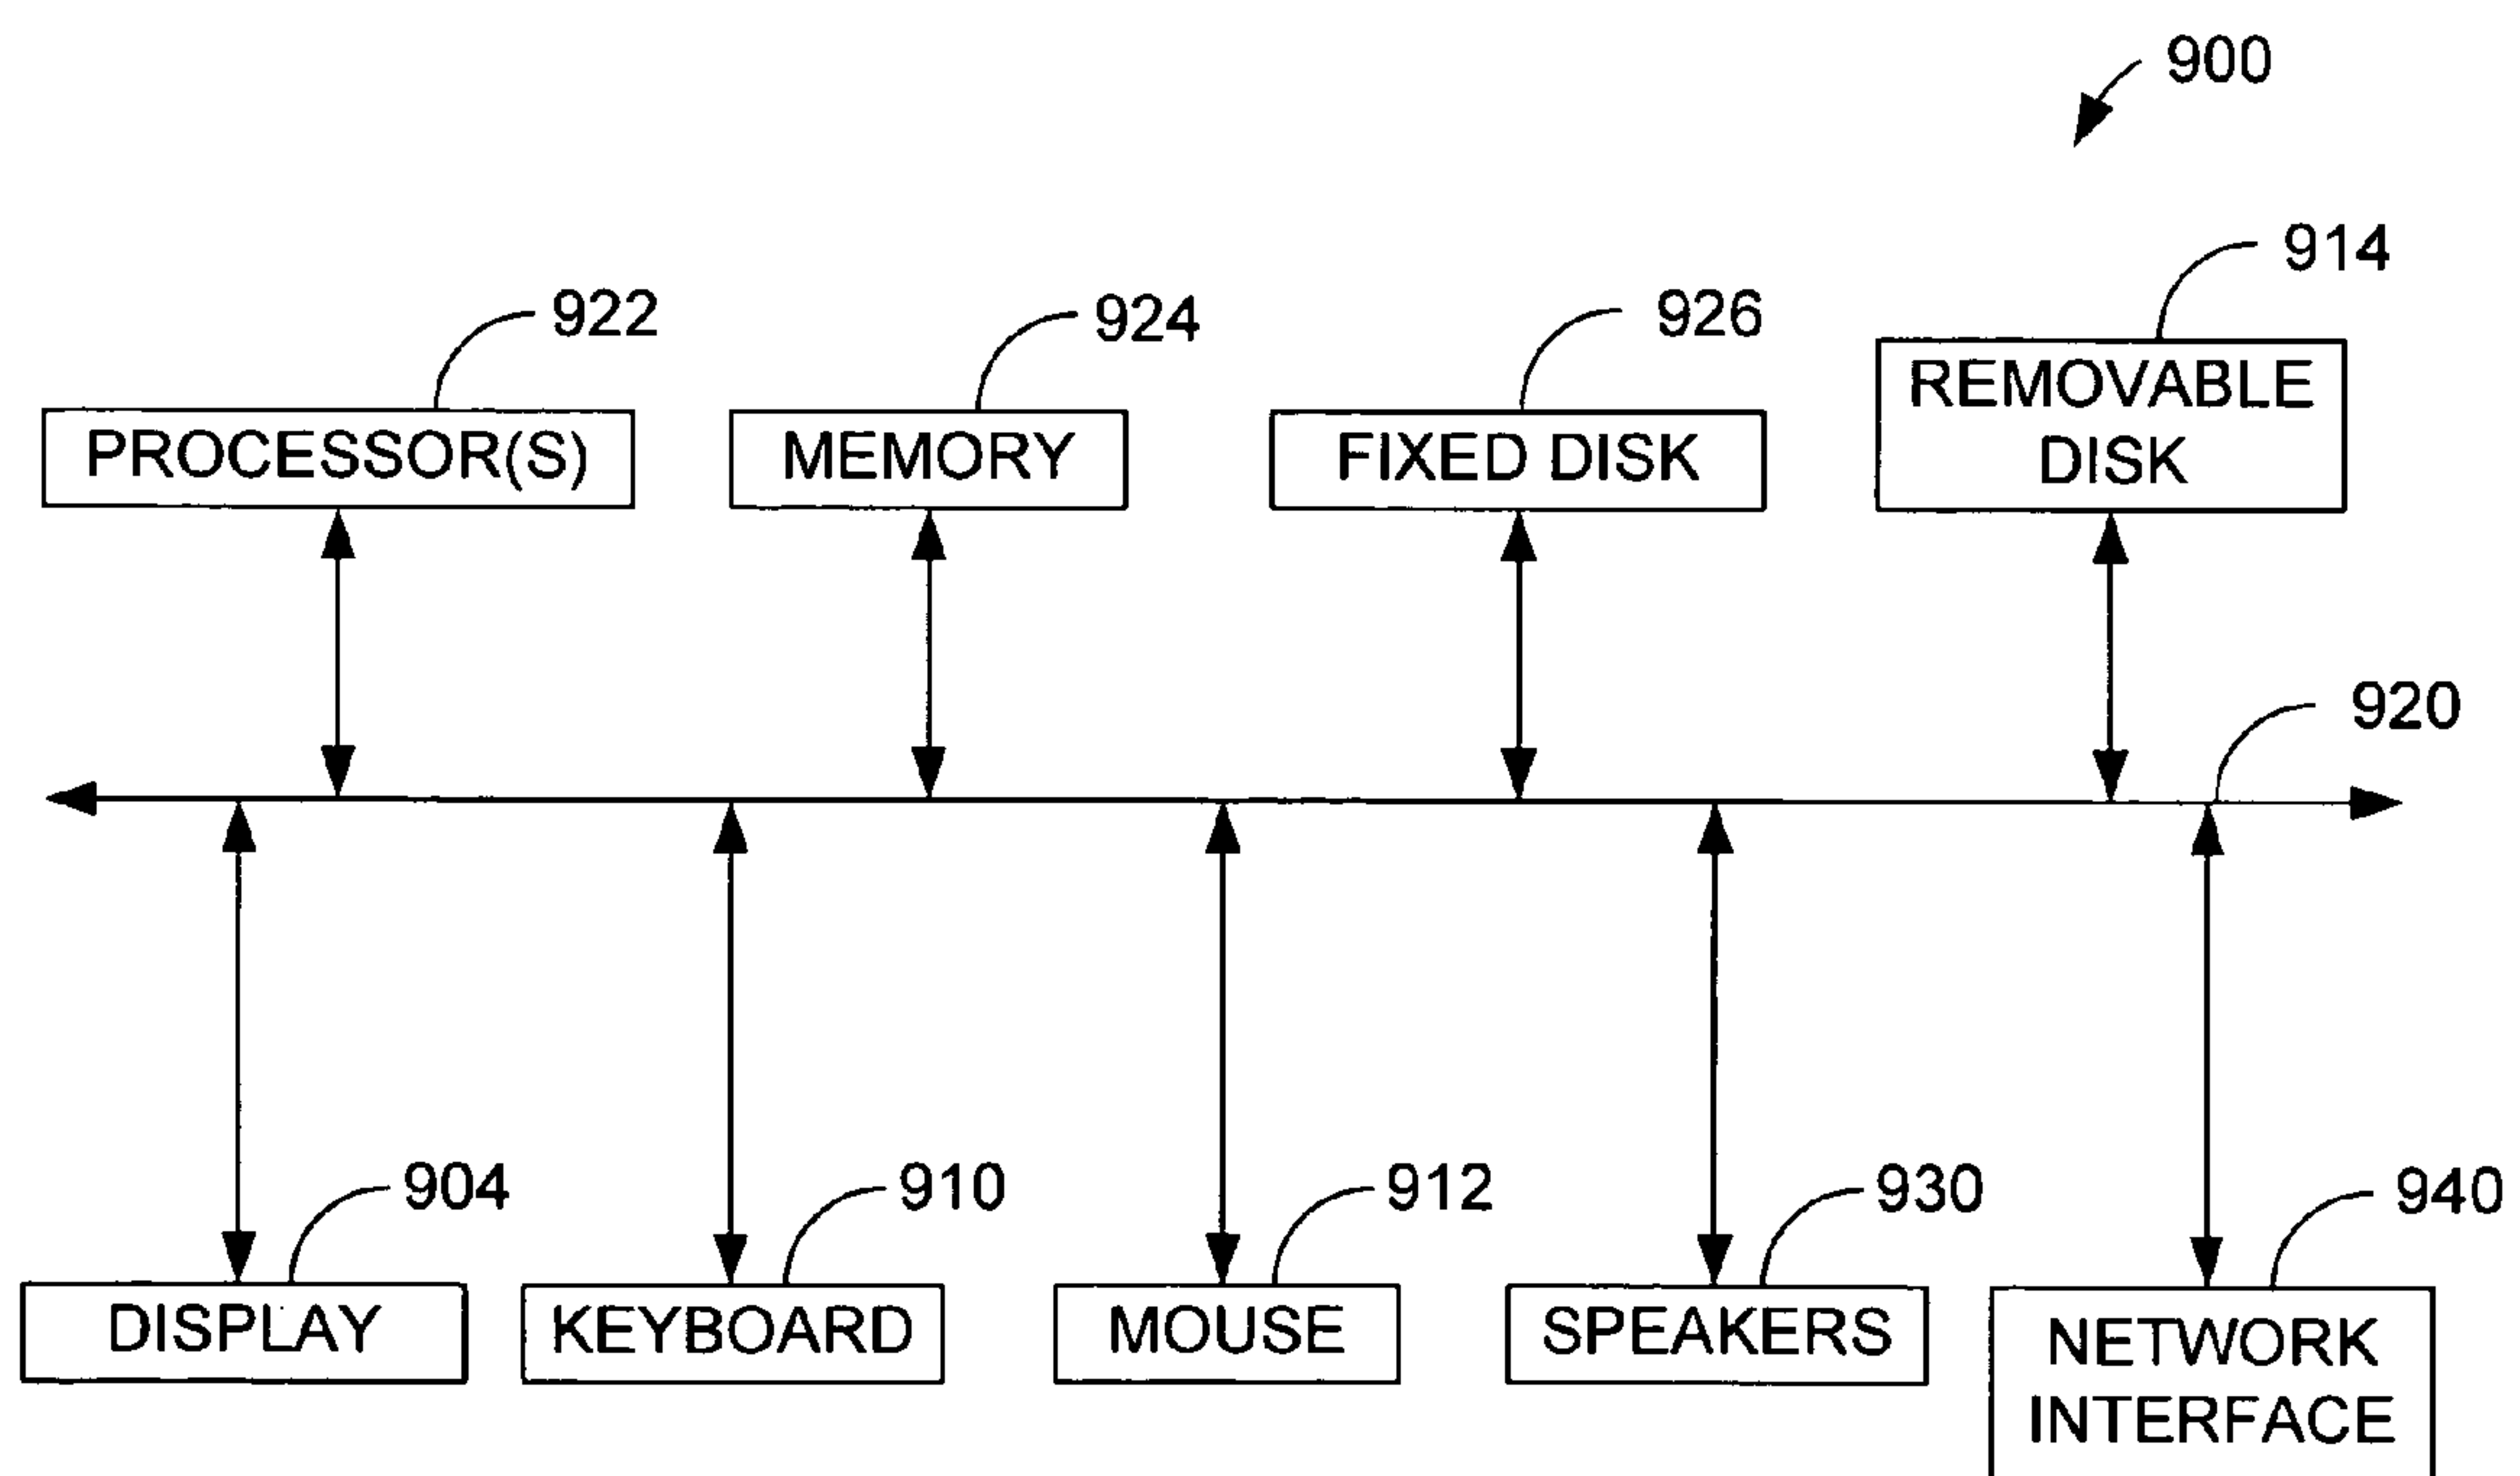 900
914
922
924
926
REMOVABLE
DISK
PROCESSOR(S)
MEMORY
FIXED DISK
920
904
910
912
930
940
DISPLAY
KEYBOARD
MOUSE
SPEAKERS
NETWORK
INTERFACE